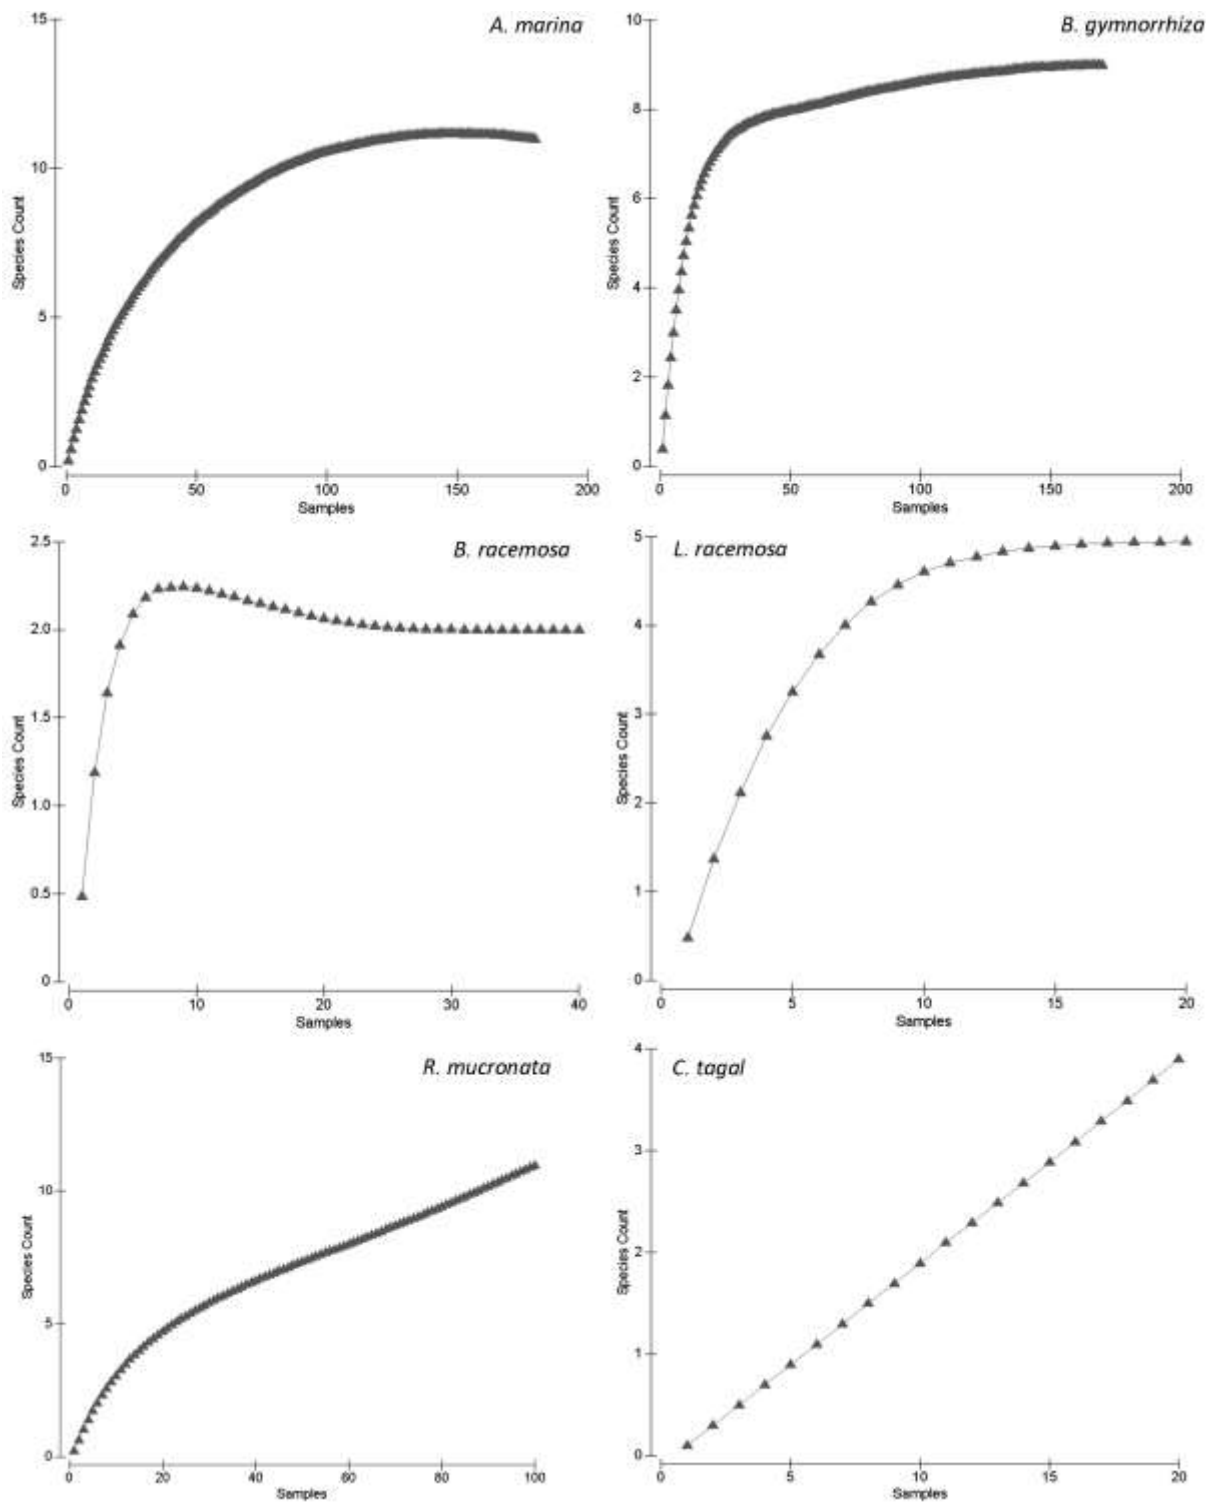 A. marina
15
10
5
0
Species Count
0 50 100 150 200
Samples
B. gymnorrhiza
10
8
6
4
2
0
Species Count
0 50 100 150 200
Samples
B. racemosa
2.5
2.0
1.5
1.0
0.5
0
Species Count
0 10 20 30 40
Samples
L. racemosa
5
4
3
2
1
0
Species Count
0 5 10 15 20
Samples
R. mucronata
15
10
5
0
Species Count
0 20 40 60 80 100
Samples
C. tagal
4
3
2
1
0
Species Count
0 5 10 15 20
Samples